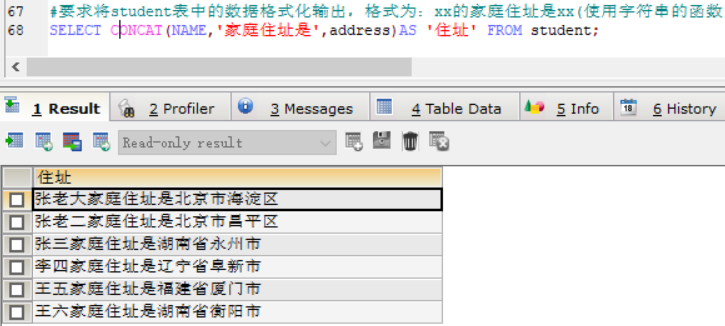 67 #要求将student表中的数据格式化输出，格式为：xx的家庭住址是xx(使用字符串的函数
68 SELECT CONCAT(NAME,'家庭住址是',address)AS '住址' FROM student;
1 Result 2 Profiler 3 Messages 4 Table Data 5 Info 18 6 History
Read-only result
住址
张老大家庭住址是北京市海淀区
张老二家庭住址是北京市昌平区
张三家庭住址是湖南省永州市
李四家庭住址是辽宁省阜新市
王五家庭住址是福建省厦门市
王六家庭住址是湖南省衡阳市